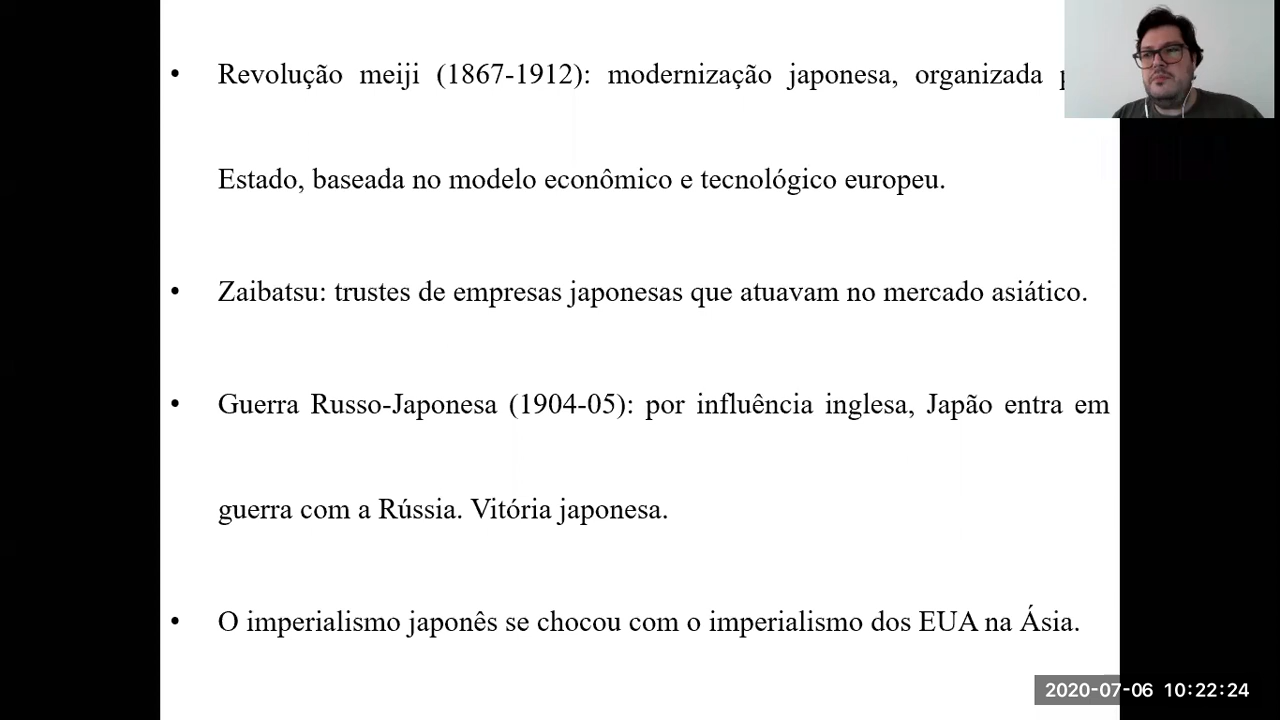 • Revolução meiji (1867-1912): modernização japonesa, organizada
Estado, baseada no modelo econômico e tecnológico europeu.
• Zaibatsu: trustes de empresas japonesas que atuavam no mercado asiático.
• Guerra Russo-Japonesa (1904-05): por influência inglesa, Japão entra em
guerra com a Rússia. Vitória japonesa.
• O imperialismo japonês se chocou com o imperialismo dos EUA na Ásia.
2020-07-06 10:22:24